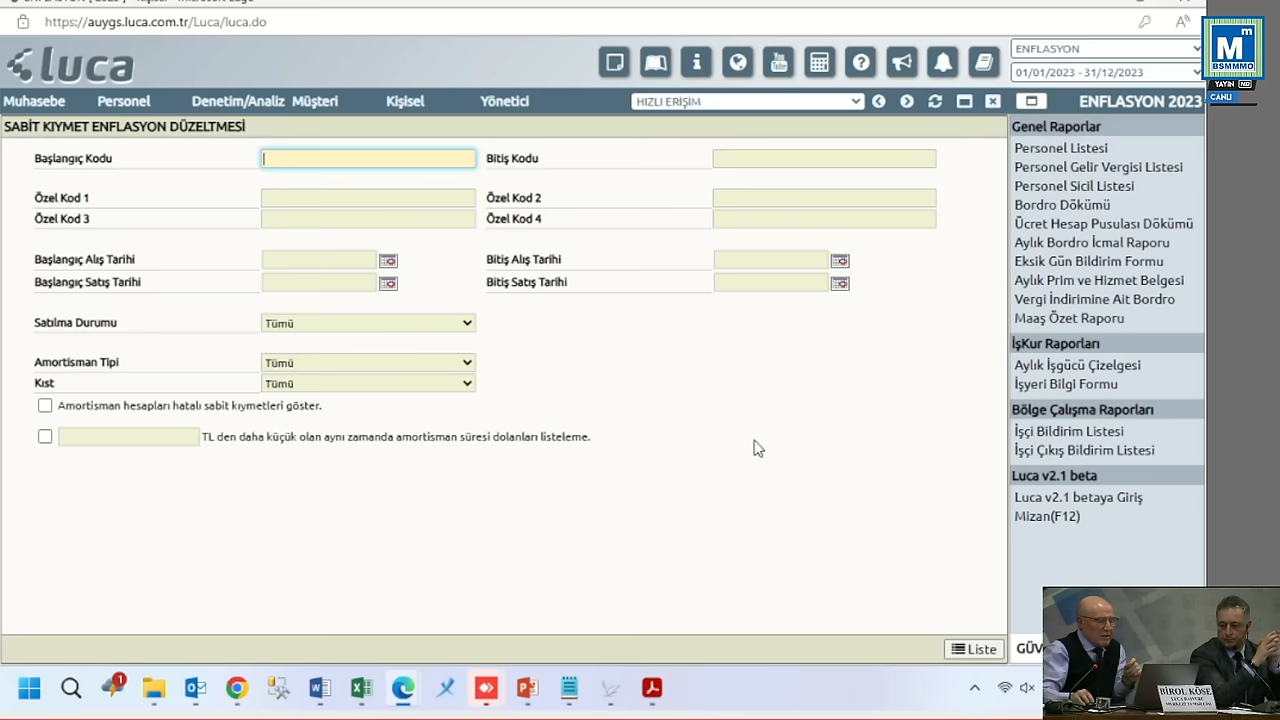 https://auygs.luca.com.tr/Luca/luca.do
luca
ENFLASYON
01/01/2023 - 31/12/2023
M m
BSMMMO
YAYIN HD
CANLI
Muhasebe Personel Denetim/Analiz Müşteri Kişisel Yönetici HIZLI ERİŞİM ENFLASYON 2023
SABİT KIYMET ENFLASYON DÜZELTMESİ
Başlangıç Kodu Bitiş Kodu
Özel Kod 1 Özel Kod 2
Özel Kod 3 Özel Kod 4
Başlangıç Alış Tarihi Bitiş Alış Tarihi
Başlangıç Satış Tarihi Bitiş Satış Tarihi
Satılma Durumu Tümü
Amortisman Tipi Tümü
Kıst Tümü
Amortisman hesapları hatalı sabit kıymetleri göster.
TL den daha küçük olan aynı zamanda amortisman süresi dolanları listeleme.
Liste
Genel Raporlar
Personel Listesi
Personel Gelir Vergisi Listesi
Personel Sicil Listesi
Bordro Dökümü
Ücret Hesap Pusulası Dökümü
Aylık Bordro İcmal Raporu
Eksik Gün Bildirim Formu
Aylık Prim ve Hizmet Belgesi
Vergi İndirimine Ait Bordro
Maaş Özet Raporu
İşKur Raporları
Aylık İşgücü Çizelgesi
İşyeri Bilgi Formu
Bölge Çalışma Raporları
İşçi Bildirim Listesi
İşçi Çıkış Bildirim Listesi
Luca v2.1 beta
Luca v2.1 betaya Giriş
Mizan(F12)
GÜV
BİROL KÖSE
1